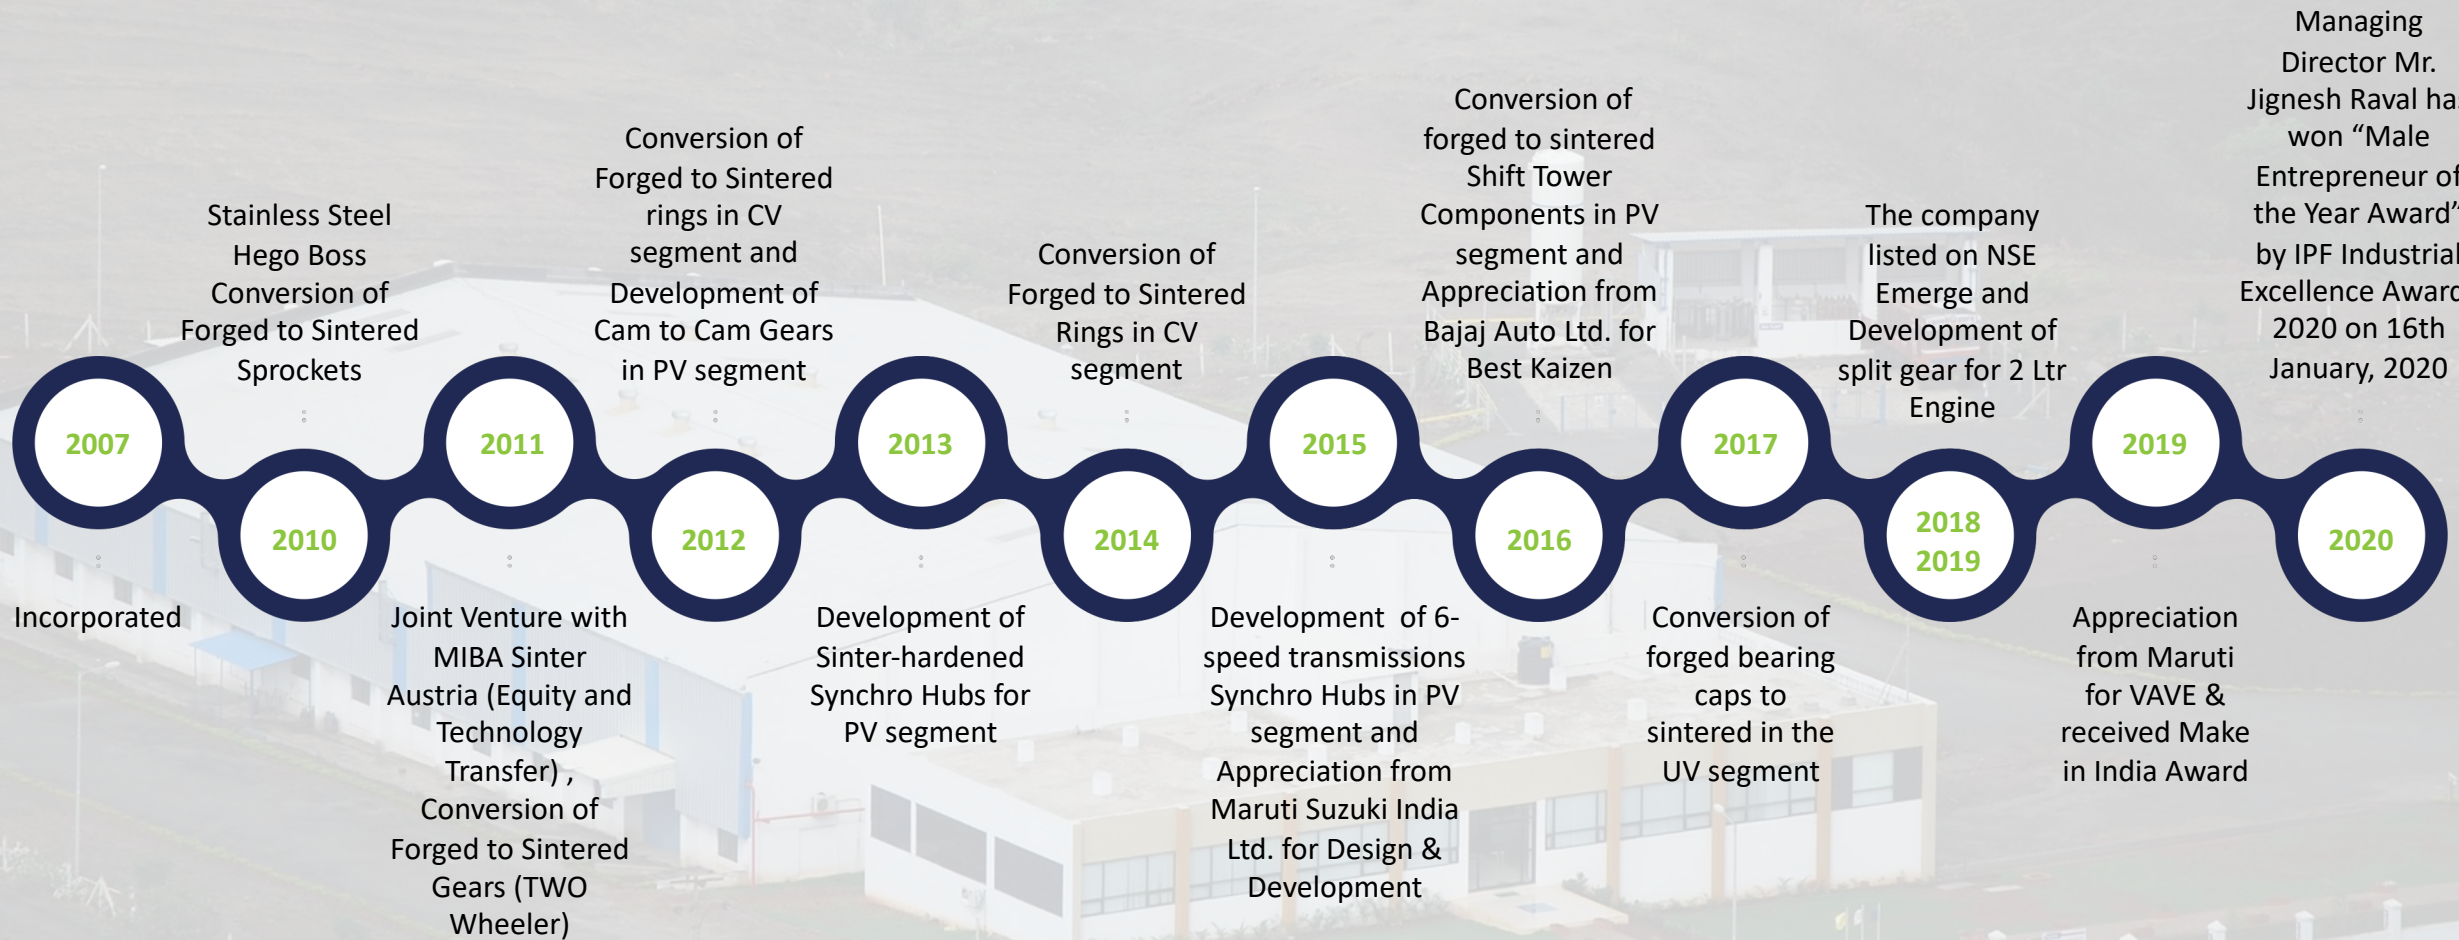 2007
Incorporated
Stainless Steel
Hego Boss
Conversion of
Forged to Sintered
Sprockets
2010
2011
Joint Venture with
MIBA Sinter
Austria (Equity and
Technology
Transfer) ,
Conversion of
Forged to Sintered
Gears (TWO
Wheeler)
Conversion of
Forged to Sintered
rings in CV
segment and
Development of
Cam to Cam Gears
in PV segment
2012
2013
Development of
Sinter-hardened
Synchro Hubs for
PV segment
Conversion of
Forged to Sintered
Rings in CV
segment
2014
2015
Development of 6-
speed transmissions
Synchro Hubs in PV
segment and
Appreciation from
Maruti Suzuki India
Ltd. for Design &
Development
Conversion of
forged to sintered
Shift Tower
Components in PV
segment and
Appreciation from
Bajaj Auto Ltd. for
Best Kaizen
2016
2017
Conversion of
forged bearing
caps to
sintered in the
UV segment
The company
listed on NSE
Emerge and
Development of
split gear for 2 Ltr
Engine
2018
2019
2019
Appreciation
from Maruti
for VAVE &
received Make
in India Award
Managing
Director Mr.
Jignesh Raval has
won “Male
Entrepreneur of
the Year Award”
by IPF Industrial
Excellence Award
2020 on 16th
January, 2020
2020